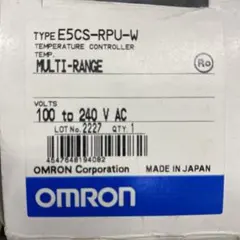 TYPE E5CS-RPU-W
TEMPERATURE CONTROLLER
TEMP.
MULTI-RANGE
VOLTS
100 to 240 V AC
LOT No. 2227 QTY. 1
4547648194082
OMRON Corporation MADE IN JAPAN
OMRON